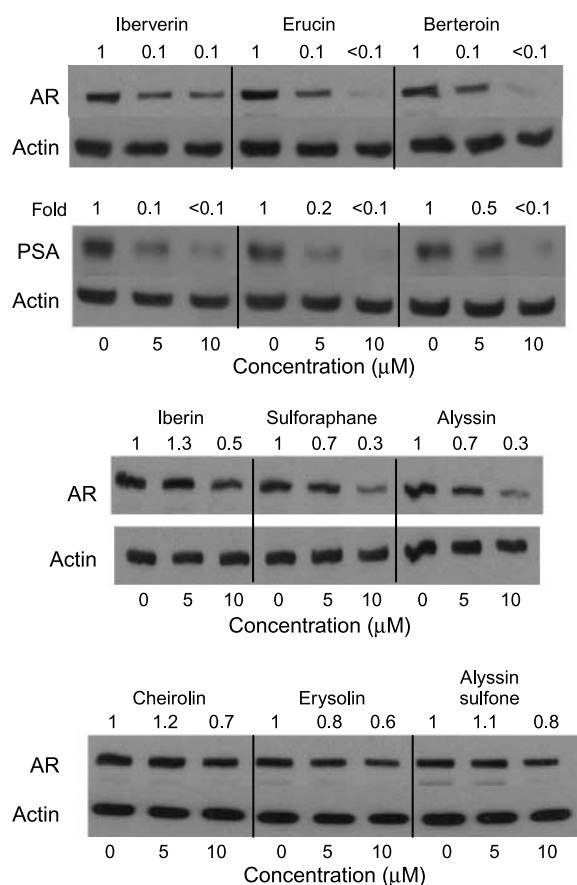 Iberverin Erucin Berteroin
1 0.1 0.1 1 0.1 <0.1 1 0.1 <0.1
AR
Actin
Fold 1 0.1 <0.1 1 0.2 <0.1 1 0.5 <0.1
PSA
Actin
0 5 10 0 5 10 0 5 10
Concentration (μM)
Iberin Sulforaphane Alyssin
1 1.3 0.5 1 0.7 0.3 1 0.7 0.3
AR
Actin
0 5 10 0 5 10 0 5 10
Concentration (μM)
Cheirolin Erysolin Alyssin sulfone
1 1.2 0.7 1 0.8 0.6 1 1.1 0.8
AR
Actin
0 5 10 0 5 10 0 5 10
Concentration (μM)